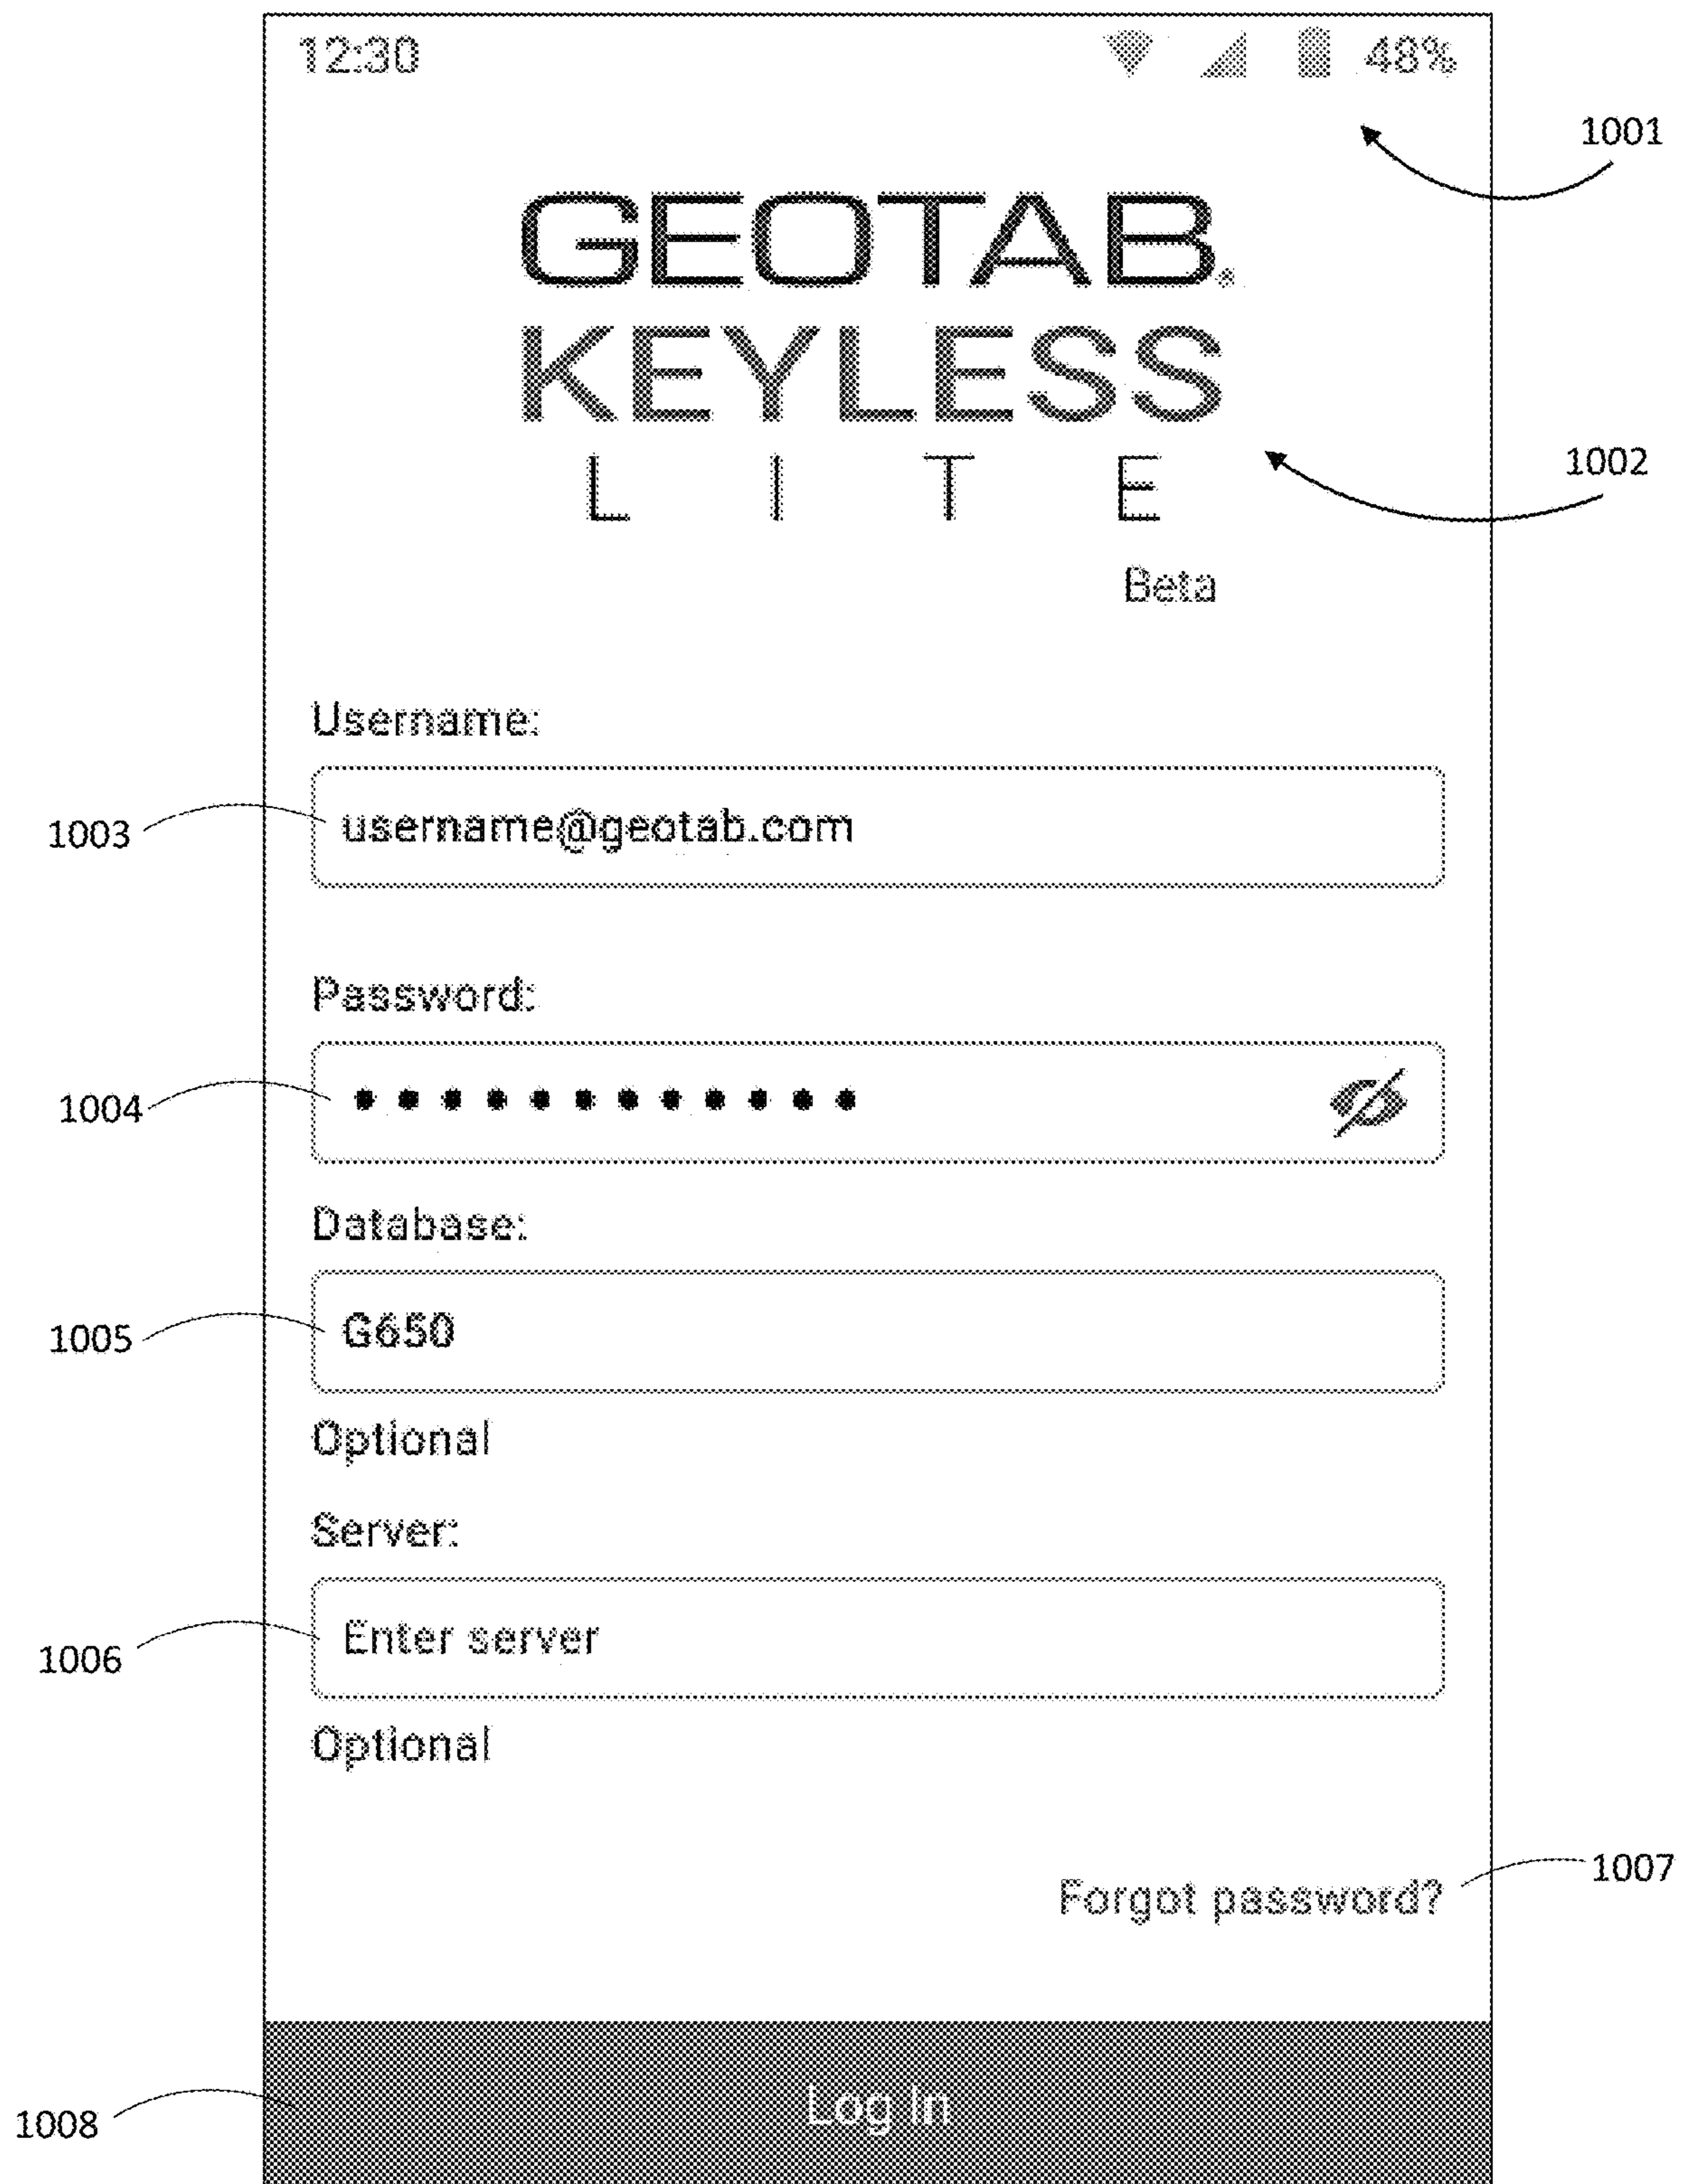 12:30 48%
1001
GEOTAB®
KEYLESS
LITE
1002
Beta
Username:
1003 username@geotab.com
Password:
1004 ••••••••••••
Database:
1005 G650
Optional
Server:
1006 Enter server
Optional
1007
Forgot password?
1008 Log In